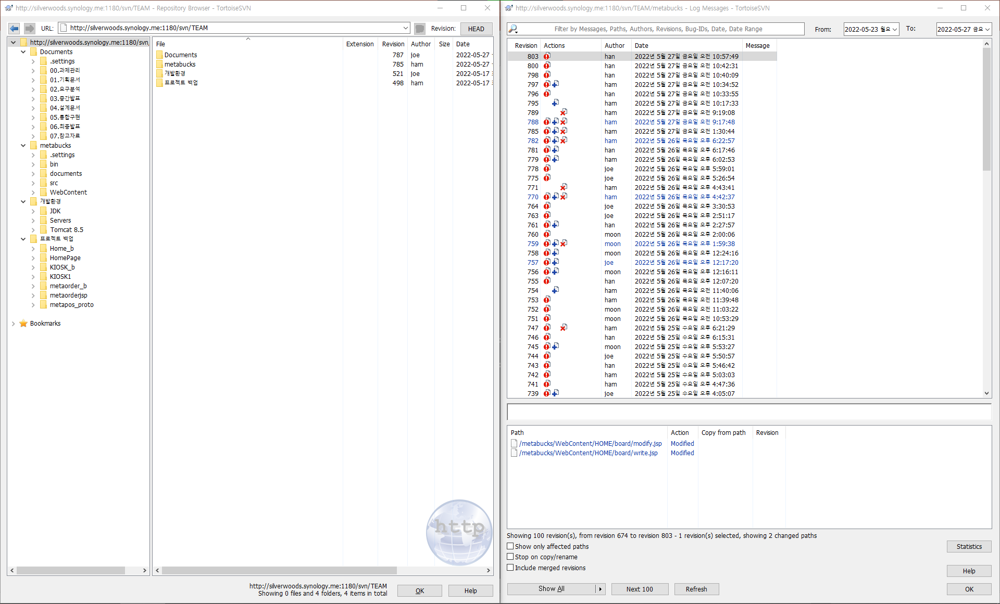 http://silverwoods.synology.me:1180/svn/TEAM - Repository Browser - TortoiseSVN
URL: http://silverwoods.synology.me:1180/svn/TEAM Revision: HEAD
http://silverwoods.synology.me:1180/svn
Documents
.settings
00.과제관리
01.기획문서
02.요구분석
03.중간발표
04.설계문서
05.통합구현
06.최종발표
07.참고자료
metabucks
.settings
bin
documents
src
WebContent
개발환경
JDK
Servers
Tomcat 8.5
프로젝트 백업
Home_b
HomePage
KIOSK_b
KIOSK1
metaorder_b
metaorderjsp
metapos_proto
Bookmarks
File Extension Revision Author Size Date
Documents 787 joe 2022-05-27
metabucks 785 ham 2022-05-27
개발환경 521 joe 2022-05-17
프로젝트 백업 498 ham 2022-05-17
http
http://silverwoods.synology.me:1180/svn/TEAM
Showing 0 files and 4 folders, 4 items in total
OK Help
http://silverwoods.synology.me:1180/svn/TEAM/metabucks - Log Messages - TortoiseSVN
Filter by Messages, Paths, Authors, Revisions, Bug-IDs, Date, Date Range From: 2022-05-23 월요 To: 2022-05-27 금요
Revision Actions Author Date Message
803 han 2022년 5월 27일 금요일 오전 10:57:49
800 han 2022년 5월 27일 금요일 오전 10:42:31
798 han 2022년 5월 27일 금요일 오전 10:40:09
797 ham 2022년 5월 27일 금요일 오전 10:34:52
796 han 2022년 5월 27일 금요일 오전 10:33:55
795 ham 2022년 5월 27일 금요일 오전 10:17:33
789 ham 2022년 5월 27일 금요일 오전 9:19:08
788 ham 2022년 5월 27일 금요일 오전 9:17:48
785 ham 2022년 5월 27일 금요일 오전 1:30:44
782 ham 2022년 5월 26일 목요일 오후 6:22:57
781 han 2022년 5월 26일 목요일 오후 6:17:46
779 ham 2022년 5월 26일 목요일 오후 6:02:53
778 joe 2022년 5월 26일 목요일 오후 5:59:01
775 joe 2022년 5월 26일 목요일 오후 5:26:54
771 ham 2022년 5월 26일 목요일 오후 4:43:41
770 ham 2022년 5월 26일 목요일 오후 4:42:37
764 joe 2022년 5월 26일 목요일 오후 3:30:53
763 joe 2022년 5월 26일 목요일 오후 2:51:17
761 han 2022년 5월 26일 목요일 오후 2:27:57
760 moon 2022년 5월 26일 목요일 오후 2:00:06
759 moon 2022년 5월 26일 목요일 오후 1:59:38
758 moon 2022년 5월 26일 목요일 오후 12:24:16
757 joe 2022년 5월 26일 목요일 오후 12:17:20
756 moon 2022년 5월 26일 목요일 오후 12:16:11
755 han 2022년 5월 26일 목요일 오후 12:07:20
754 ham 2022년 5월 26일 목요일 오전 11:40:06
753 ham 2022년 5월 26일 목요일 오전 11:39:48
752 moon 2022년 5월 26일 목요일 오전 11:03:22
751 moon 2022년 5월 26일 목요일 오전 10:53:29
747 ham 2022년 5월 25일 수요일 오후 6:21:29
746 han 2022년 5월 25일 수요일 오후 6:15:31
745 moon 2022년 5월 25일 수요일 오후 5:53:27
744 joe 2022년 5월 25일 수요일 오후 5:50:57
743 han 2022년 5월 25일 수요일 오후 5:46:42
742 ham 2022년 5월 25일 수요일 오후 5:03:03
741 ham 2022년 5월 25일 수요일 오후 4:47:36
739 joe 2022년 5월 25일 수요일 오후 4:05:07
Path Action Copy from path Revision
/metabucks/WebContent/HOME/board/modify.jsp Modified
/metabucks/WebContent/HOME/board/write.jsp Modified
Showing 100 revision(s), from revision 674 to revision 803 - 1 revision(s) selected, showing 2 changed paths
Show only affected paths
Stop on copy/rename
Include merged revisions
Statistics
Help
Show All Next 100 Refresh OK